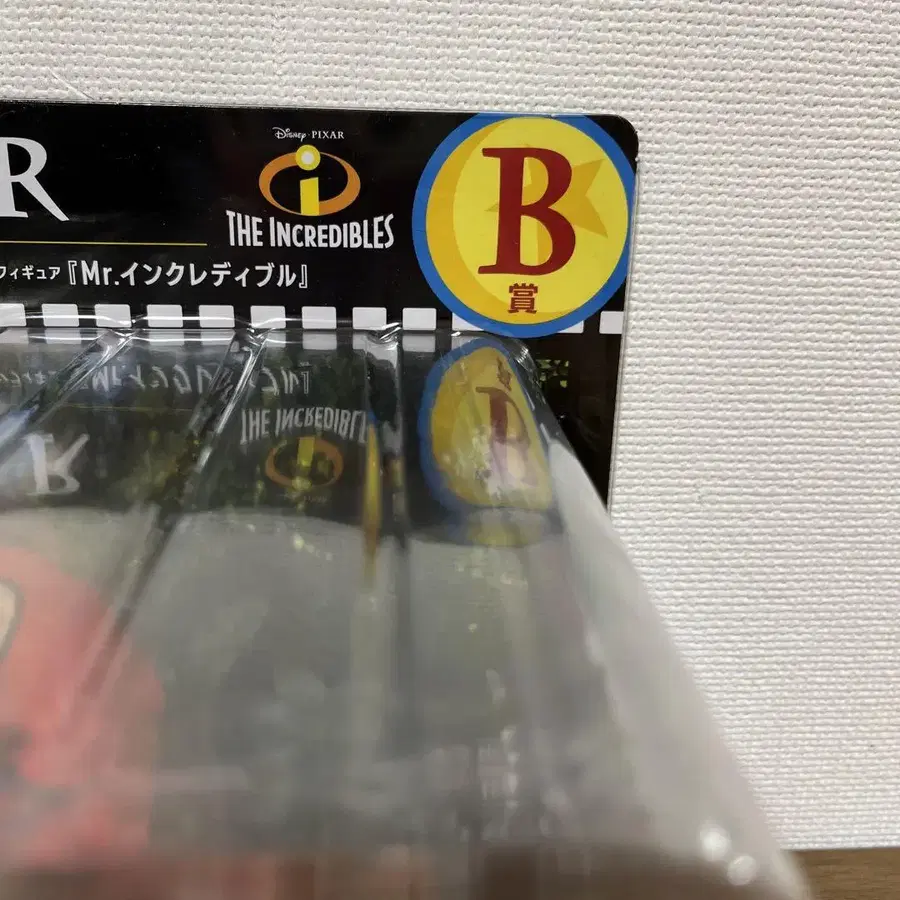 R
Disney · PIXAR
THE INCREDIBLES
フィギュア『Mr.インクレディブル』
B
賞